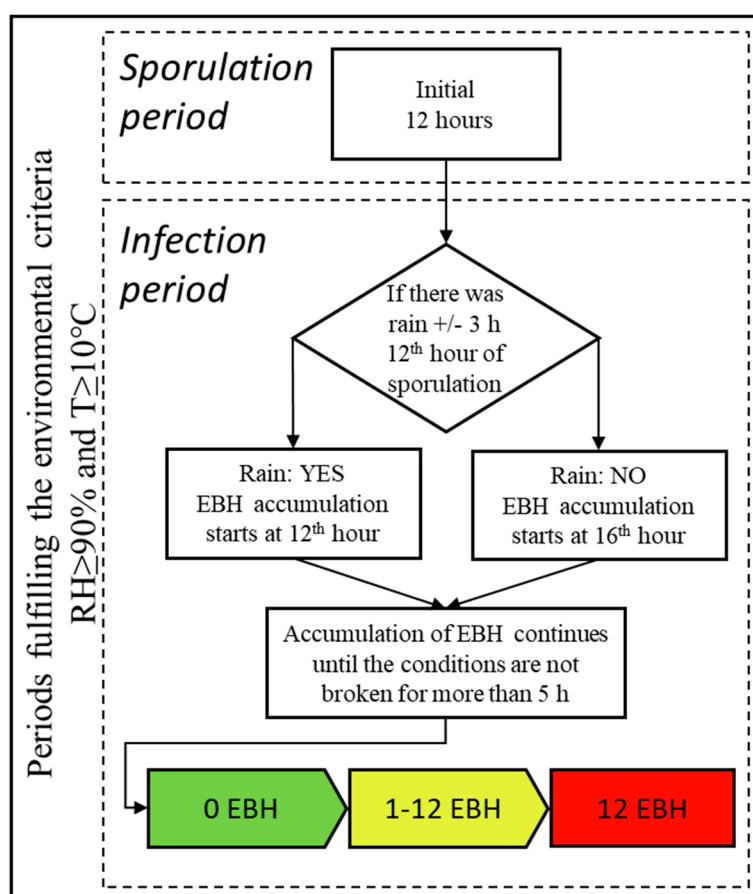 Periods fulfilling the environmental criteria
RH≥90% and T≥10°C
Sporulation
period
Initial
12 hours
Infection
period
If there was
rain +/- 3 h
12th hour of
sporulation
Rain: YES
EBH accumulation
starts at 12th hour
Rain: NO
EBH accumulation
starts at 16th hour
Accumulation of EBH continues
until the conditions are not
broken for more than 5 h
0 EBH
1-12 EBH
12 EBH